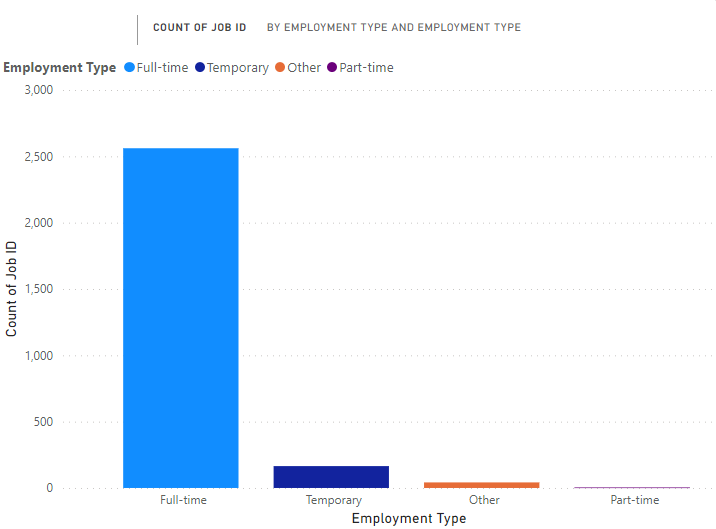 COUNT OF JOB ID BY EMPLOYMENT TYPE AND EMPLOYMENT TYPE
Employment Type Full-time Temporary Other Part-time
3,000
2,500
2,000
1,500
1,000
500
0
Count of Job ID
Full-time Temporary Other Part-time
Employment Type